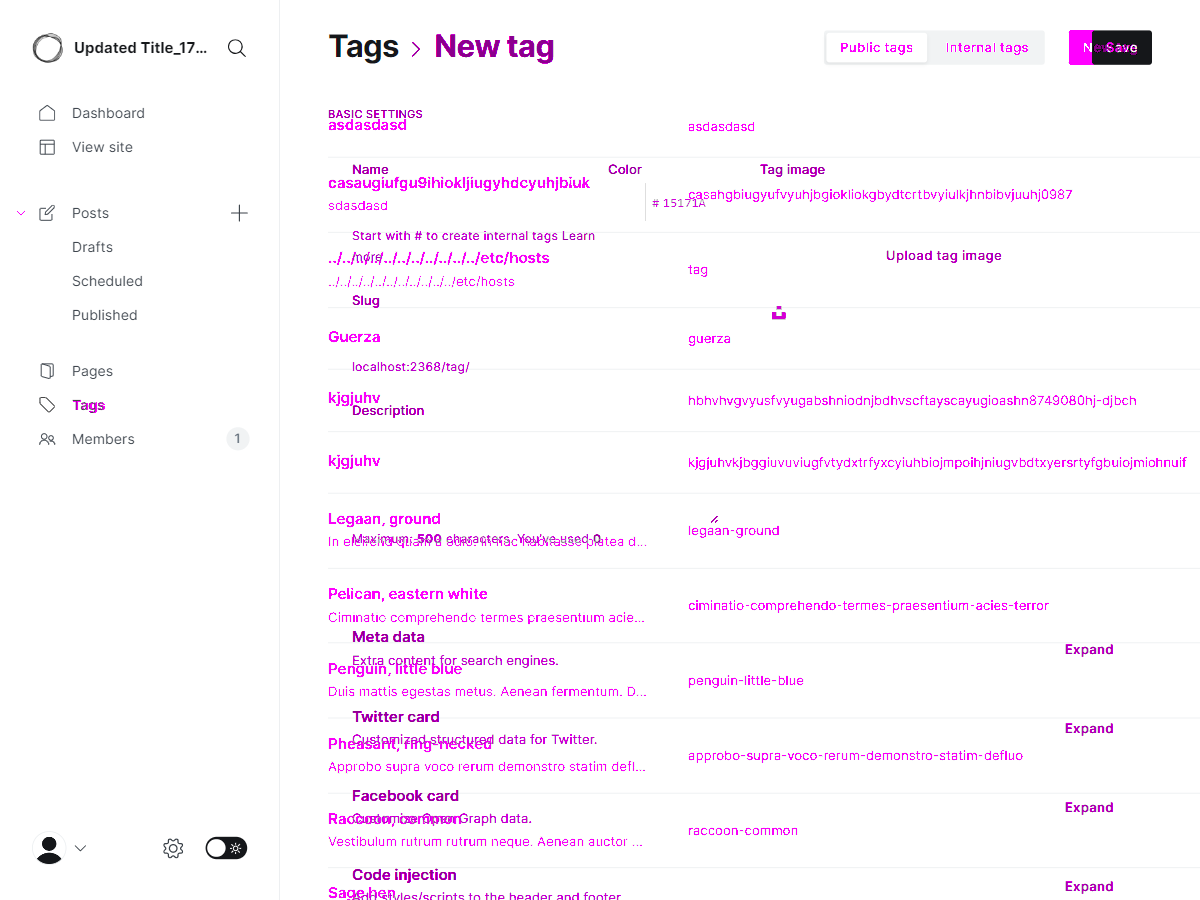 Updated Title_17...
Tags > New tag
Public tags
Internal tags
Save
Dashboard
View site
Posts
Drafts
Scheduled
Published
Pages
Tags
Members
1
BASIC SETTINGS
asdasdasd
asdasdasd
Name
Color
Tag image
casaugiufgu9ihiokljiugyhdcyuhjbiuk
casahgbiugyufvyuhjbgiokliokgbydtcrtbvyiulkjhnbibvjuuhj0987
sdasdasd
# 15171A
Start with # to create internal tags Learn
more
../../../../../../../../../../../etc/hosts
Upload tag image
tag
../../../../../../../../../../../etc/hosts
Slug
Guerza
guerza
localhost:2368/tag/
kjgjuhv
hbhvhvgvyusfvyugabshniodnjbdhvscftayscayugioashn8749080hj-djbch
Description
kjgjuhv
kjgjuhvkjbggiuvuviugfvtydxtrfyxcyiuhbiojmpoihjniugvbdtxyersrtyfgbuiojmiohnuif
Legaan, ground
legaan-ground
Maximum: 500 characters. You've used 0
In eleifend quam a odio. In hac habitasse platea d...
Pelican, eastern white
ciminatio-comprehendo-termes-praesentium-acies-terror
Ciminatio comprehendo termes praesentium acie...
Meta data
Expand
Extra content for search engines.
Penguin, little blue
penguin-little-blue
Duis mattis egestas metus. Aenean fermentum. D...
Twitter card
Expand
Customized structured data for Twitter.
Pheasant, ring-necked
approbo-supra-voco-rerum-demonstro-statim-defluo
Approbo supra voco rerum demonstro statim defl...
Facebook card
Expand
Customise Open Graph data.
Raccoon, common
raccoon-common
Vestibulum rutrum rutrum neque. Aenean auctor ...
Code injection
Expand
Add styles/scripts to the header and footer
Sage hen